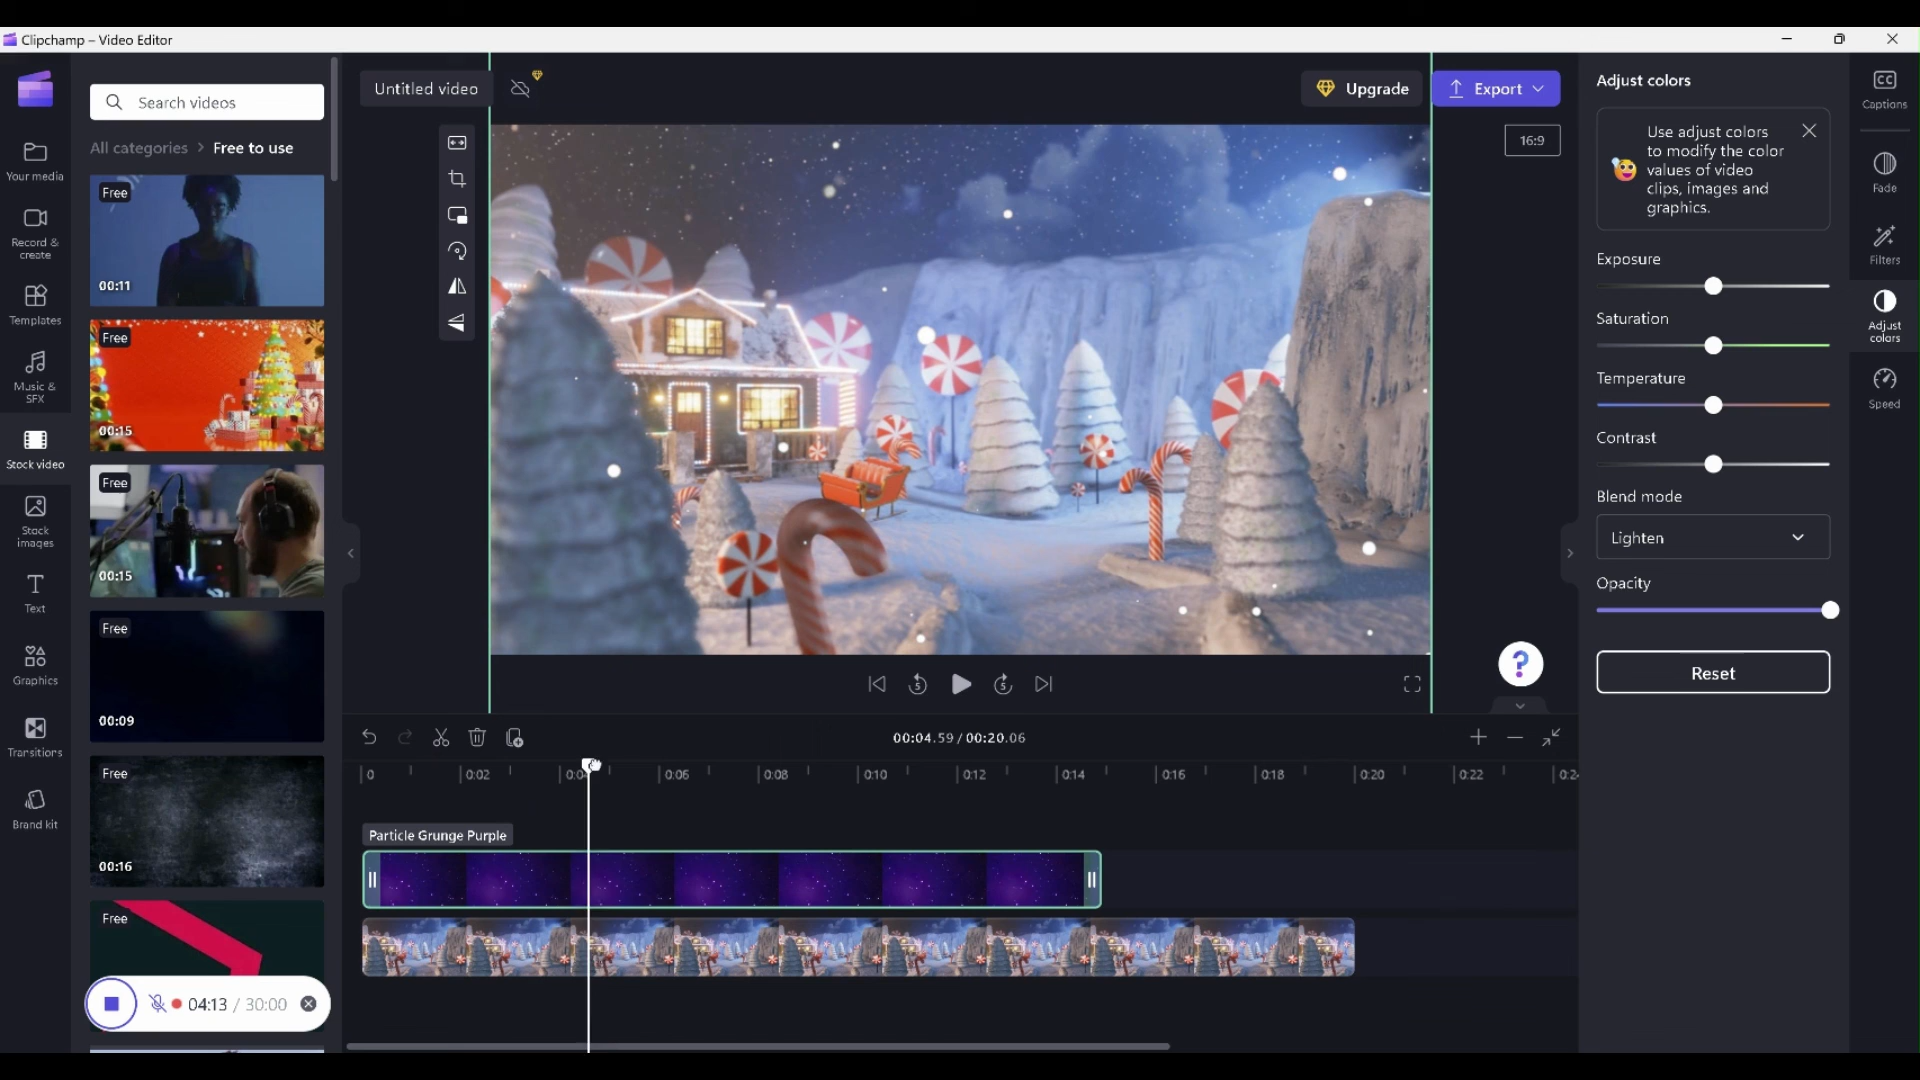 Clipchamp – Video Editor
Untitled video
Upgrade
Export
16:9
Search videos
All categories > Free to use
Your media
Record &
create
Templates
Music &
SFX
Stock video
Stock
images
Text
Graphics
Transitions
Brand kit
Free
00:11
Free
00:15
Free
00:15
Free
00:09
Free
00:16
Free
04:13 / 30:00
5
5
?
00:04.59 / 00:20.06
0
0:02
0:04
0:06
0:08
0:10
0:12
0:14
0:16
0:18
0:20
0:22
Particle Grunge Purple
Adjust colors
Use adjust colors
to modify the color
values of video
clips, images and
graphics.
Exposure
Saturation
Temperature
Contrast
Blend mode
Lighten
Opacity
Reset
CC
Captions
Fade
Filters
Adjust
colors
Speed